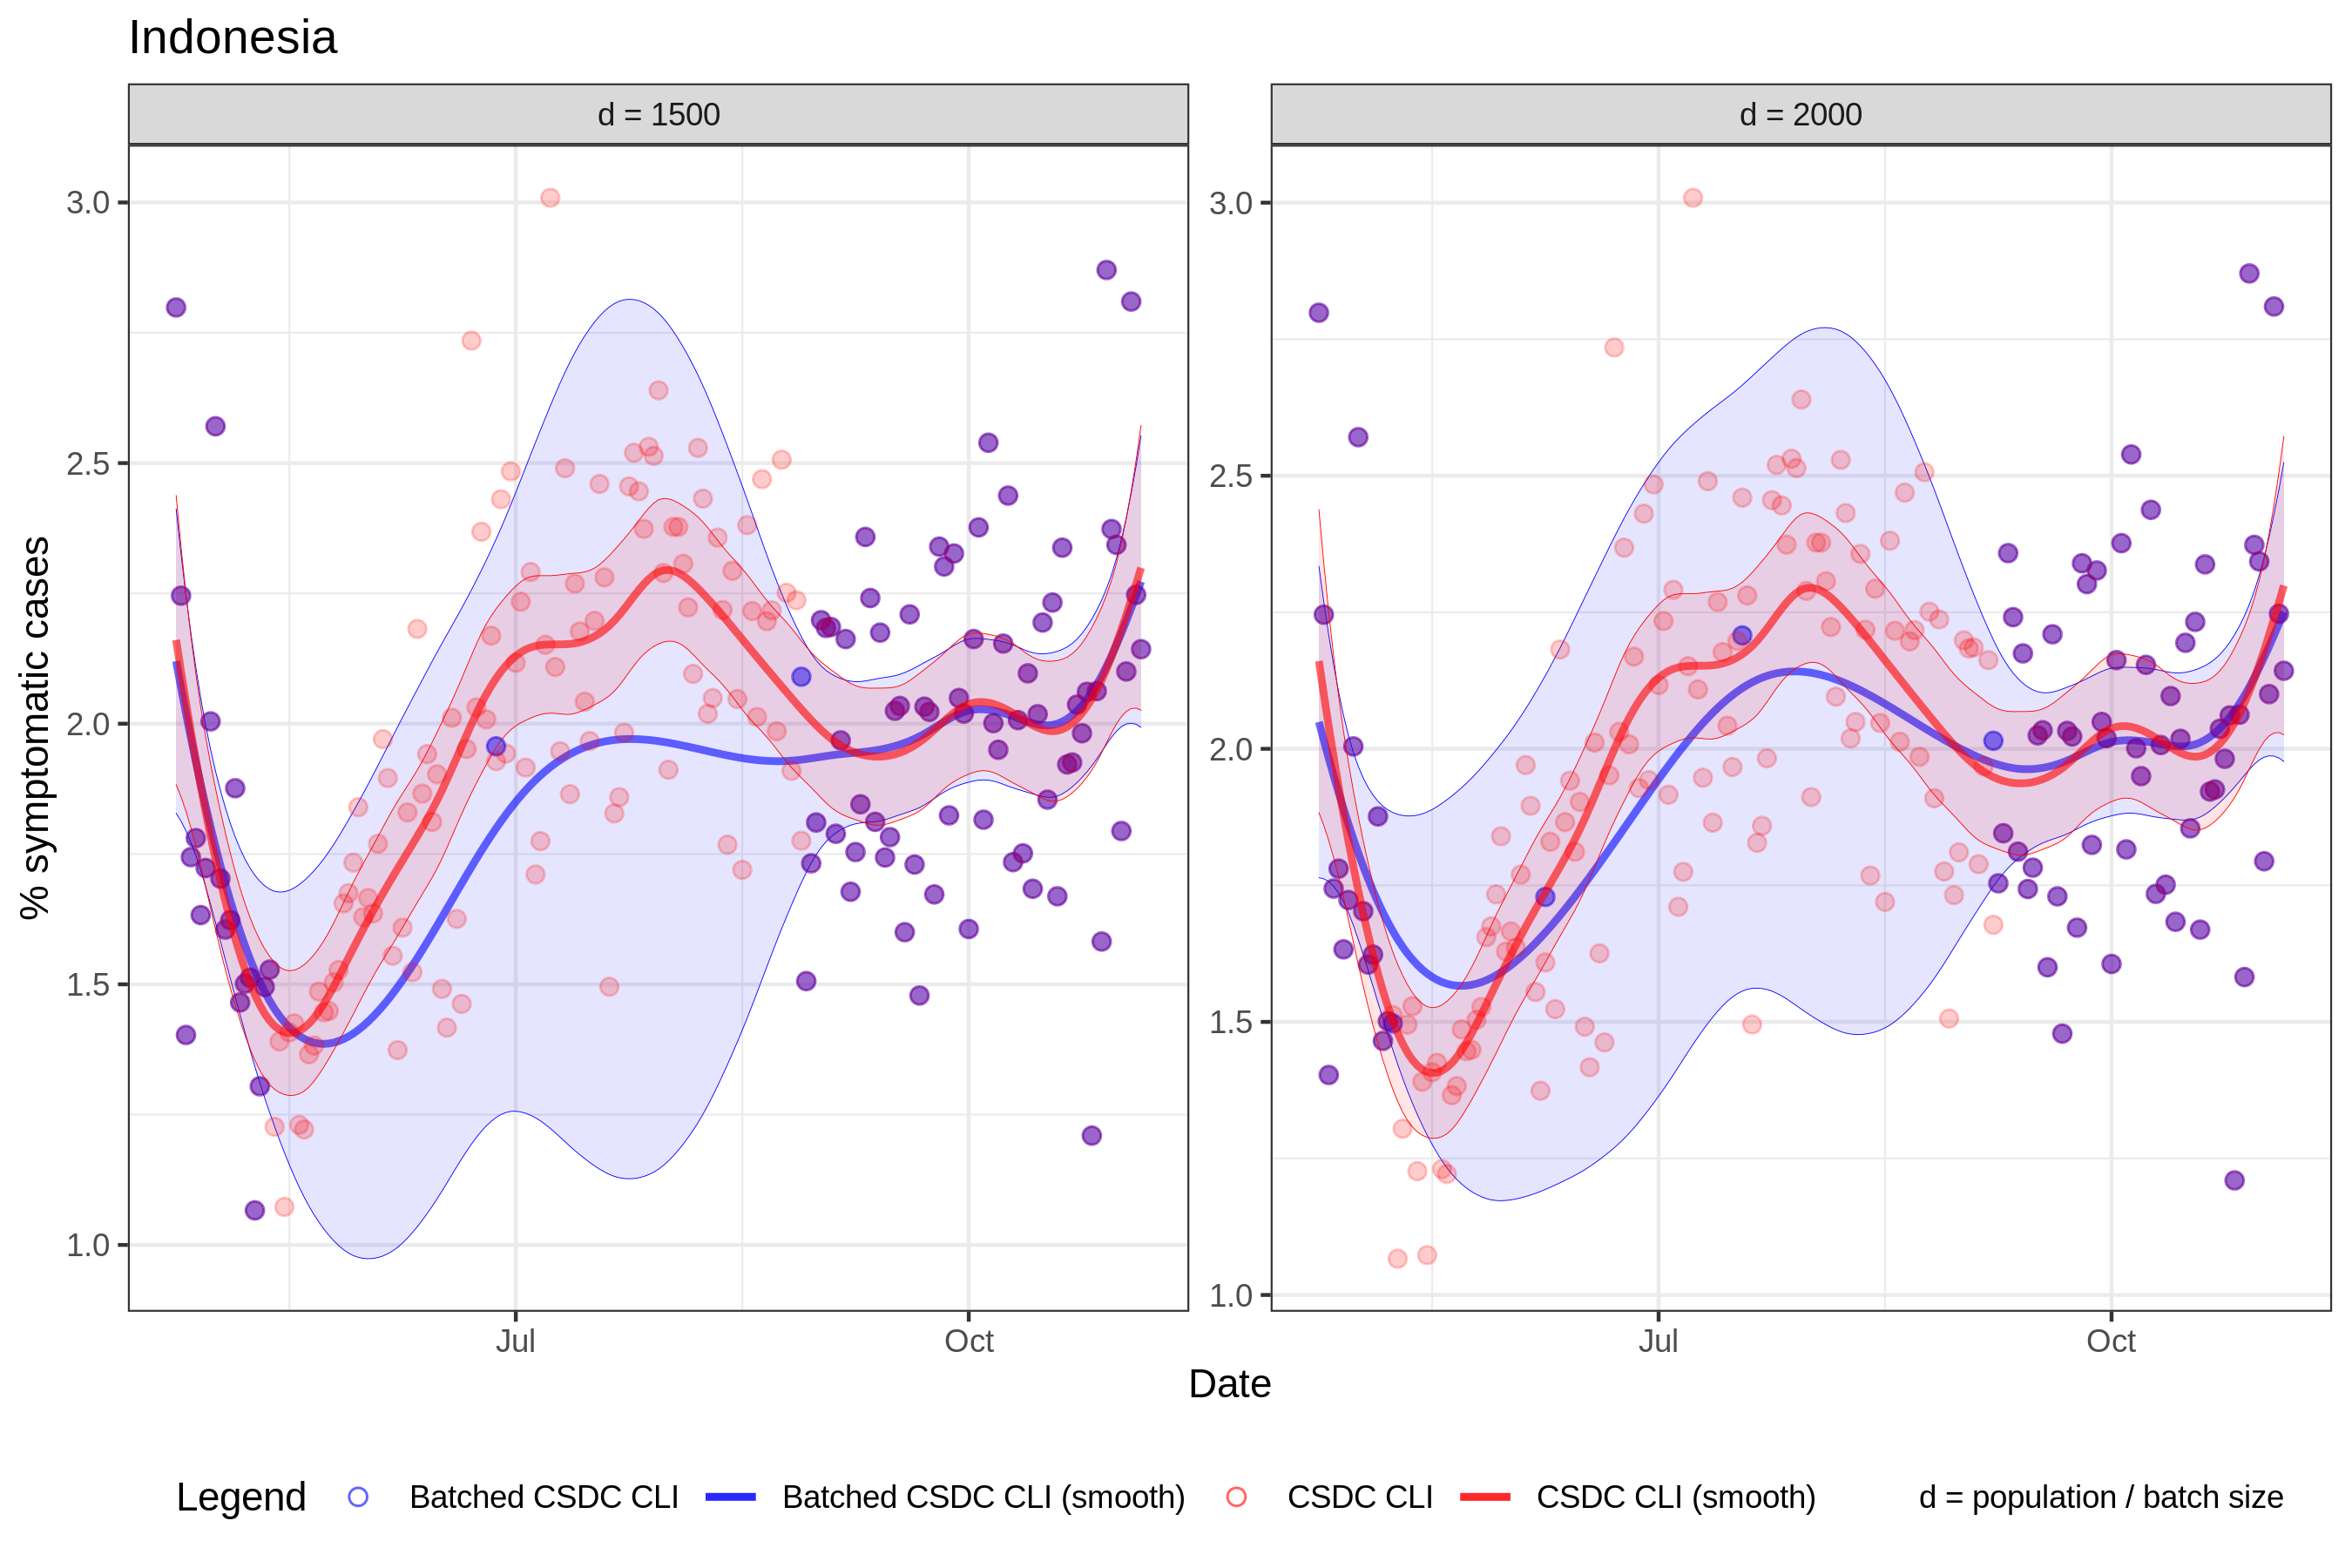 Indonesia
d = 1500
d = 2000
% symptomatic cases
3.0
2.5
2.0
1.5
1.0
3.0
2.5
2.0
1.5
1.0
Jul
Oct
Jul
Oct
Date
Legend
Batched CSDC CLI
Batched CSDC CLI (smooth)
CSDC CLI
CSDC CLI (smooth)
d = population / batch size